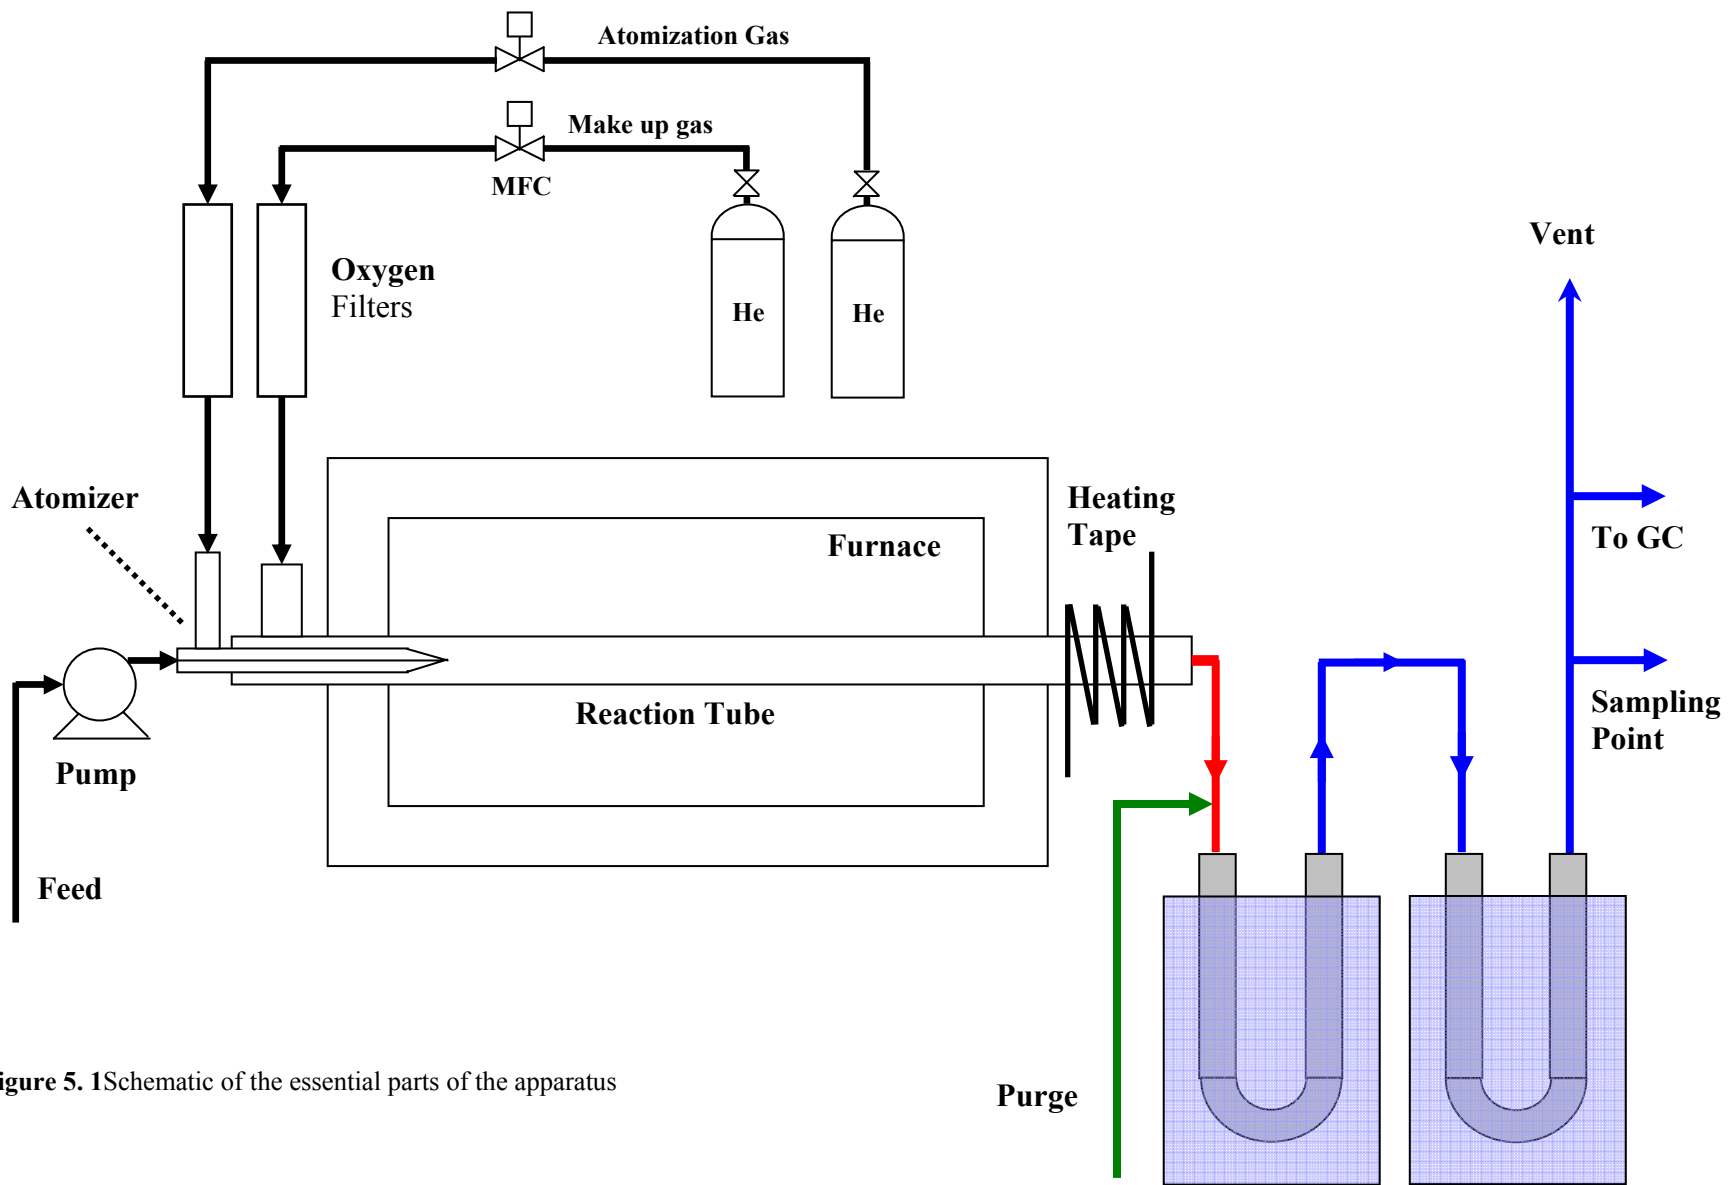 Atomization Gas
Make up gas
MFC
Vent
Oxygen
Filters
He
He
Atomizer
Heating
Tape
Furnace
To GC
Reaction Tube
Sampling
Point
Pump
Feed
igure 5. 1Schematic of the essential parts of the apparatus
Purge